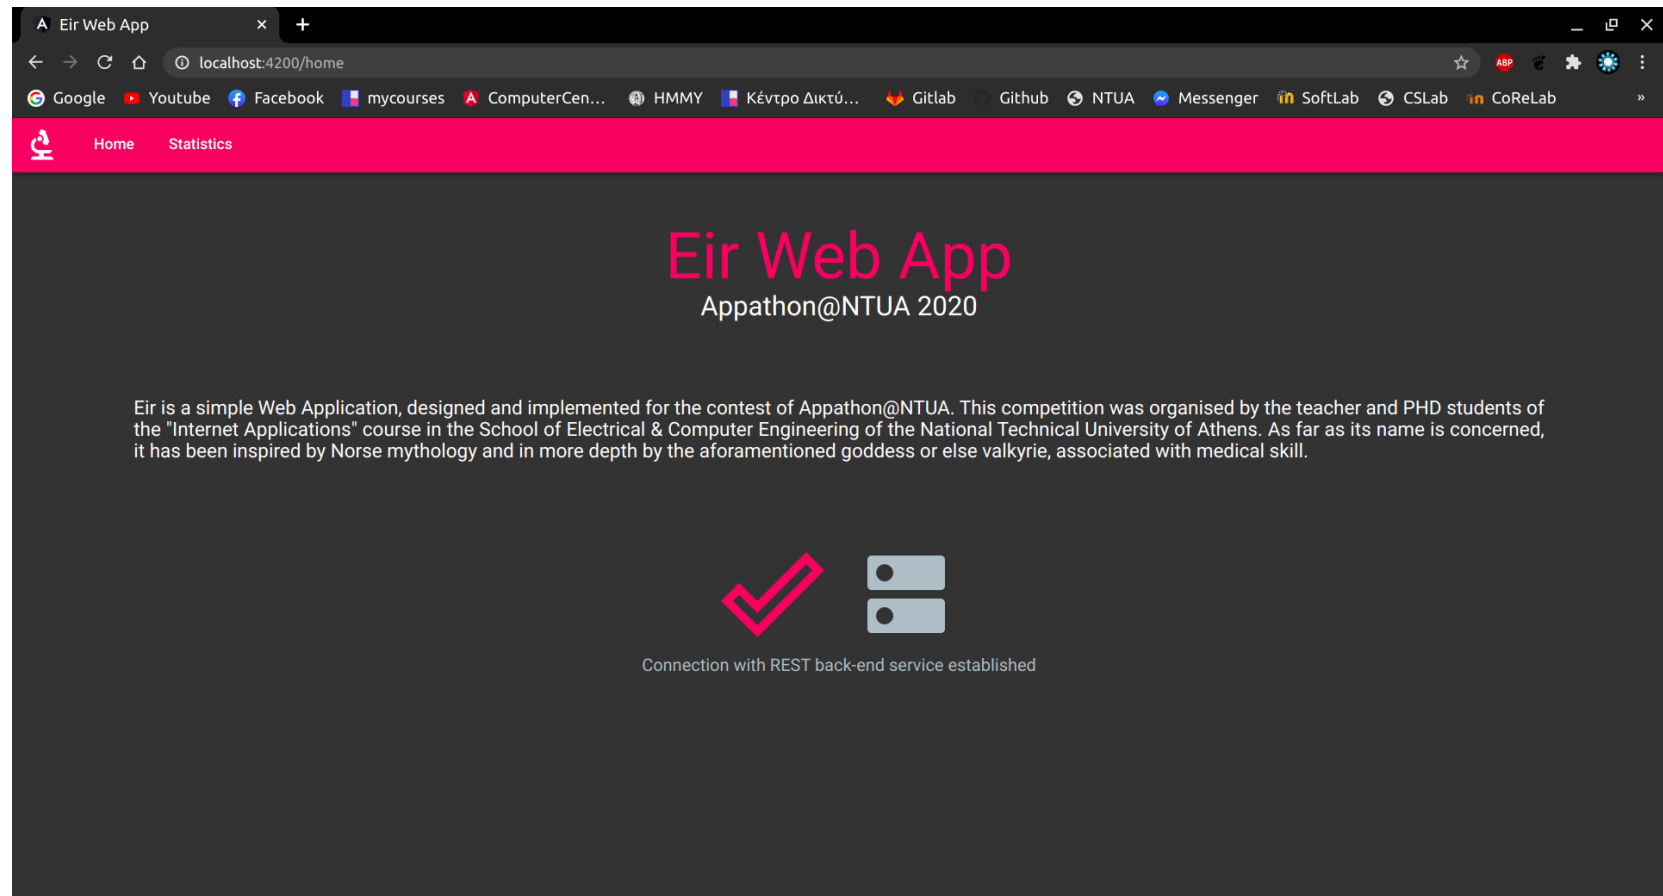 Eir Web App
localhost:4200/home
ABP
Google Youtube Facebook mycourses ComputerCen... HMMY Κέντρο Δικτύ... Gitlab Github NTUA Messenger SoftLab CSLab CoReLab »
Home Statistics
Eir Web App
Appathon@NTUA 2020
Eir is a simple Web Application, designed and implemented for the contest of Appathon@NTUA. This competition was organised by the teacher and PHD students of
the "Internet Applications" course in the School of Electrical & Computer Engineering of the National Technical University of Athens. As far as its name is concerned,
it has been inspired by Norse mythology and in more depth by the aforamentioned goddess or else valkyrie, associated with medical skill.
Connection with REST back-end service established